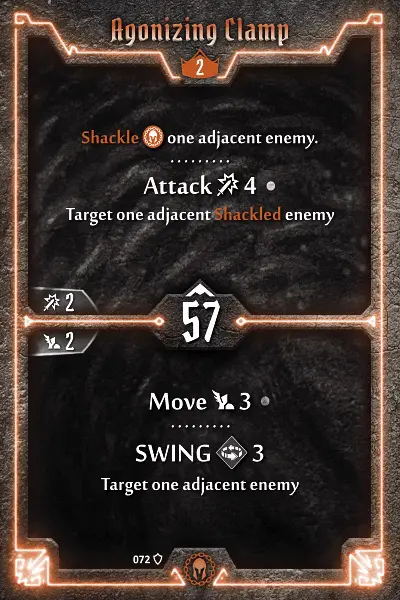 Agonizing Clamp
2
Shackle one adjacent enemy.
Attack 4
Target one adjacent Shackled enemy
2
57
2
Move 3
SWING 3
Target one adjacent enemy
072